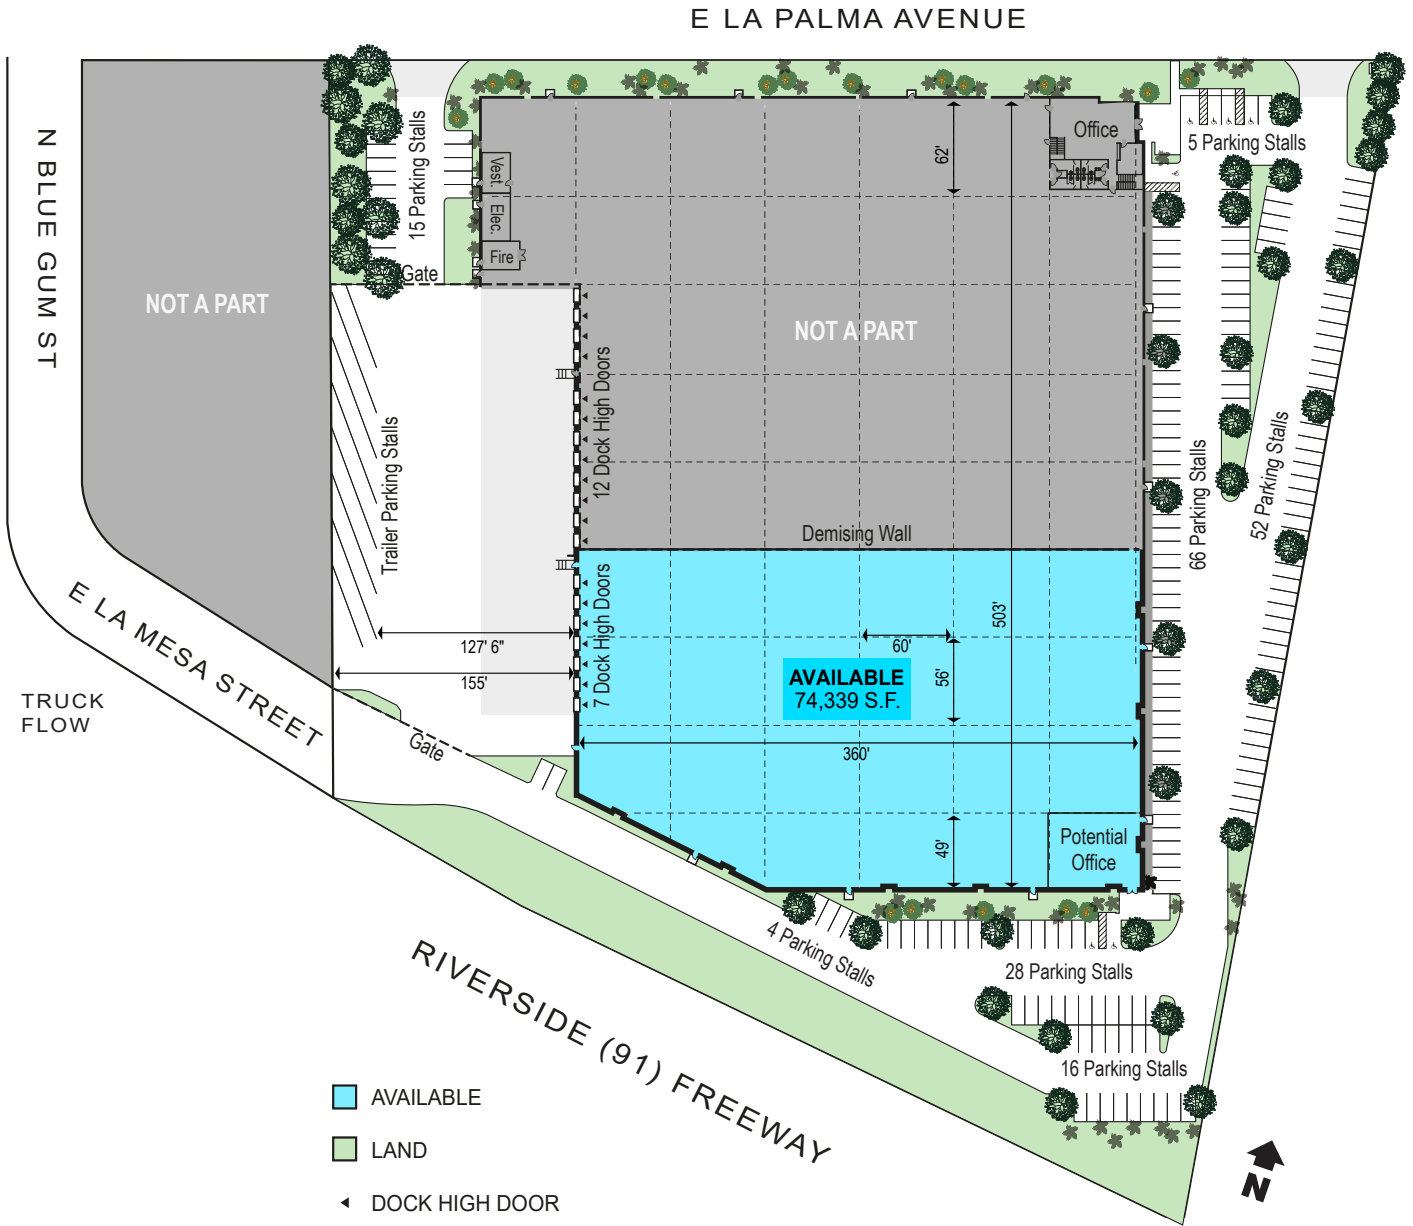 E LA PALMA AVENUE
N BLUE GUM ST
NOT A PART
15 Parking Stalls
Gate
Vest.
Elec.
Fire
62'
Office
5 Parking Stalls
NOT A PART
12 Dock High Doors
Trailer Parking Stalls
Demising Wall
66 Parking Stalls
52 Parking Stalls
7 Dock High Doors
503'
60'
56'
127' 6"
155'
AVAILABLE
74,339 S.F.
360'
E LA MESA STREET
TRUCK
FLOW
Gate
49'
Potential
Office
4 Parking Stalls
28 Parking Stalls
16 Parking Stalls
RIVERSIDE (91) FREEWAY
AVAILABLE
LAND
DOCK HIGH DOOR
N